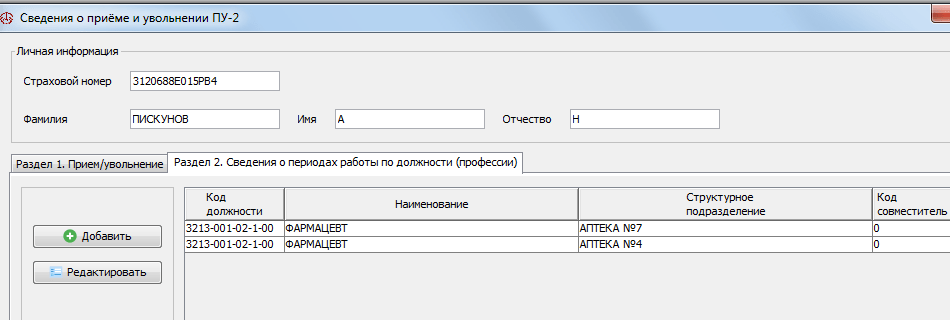 Сведения о приёме и увольнении ПУ-2
Личная информация
Страховой номер 3120688E015PB4
Фамилия ПИСКУНОВ Имя А Отчество Н
Раздел 1. Прием/увольнение Раздел 2. Сведения о периодах работы по должности (профессии)
Добавить
Редактировать
Код должности Наименование Структурное подразделение Код совместитель
3213-001-02-1-00 ФАРМАЦЕВТ АПТЕКА №7 0
3213-001-02-1-00 ФАРМАЦЕВТ АПТЕКА №4 0